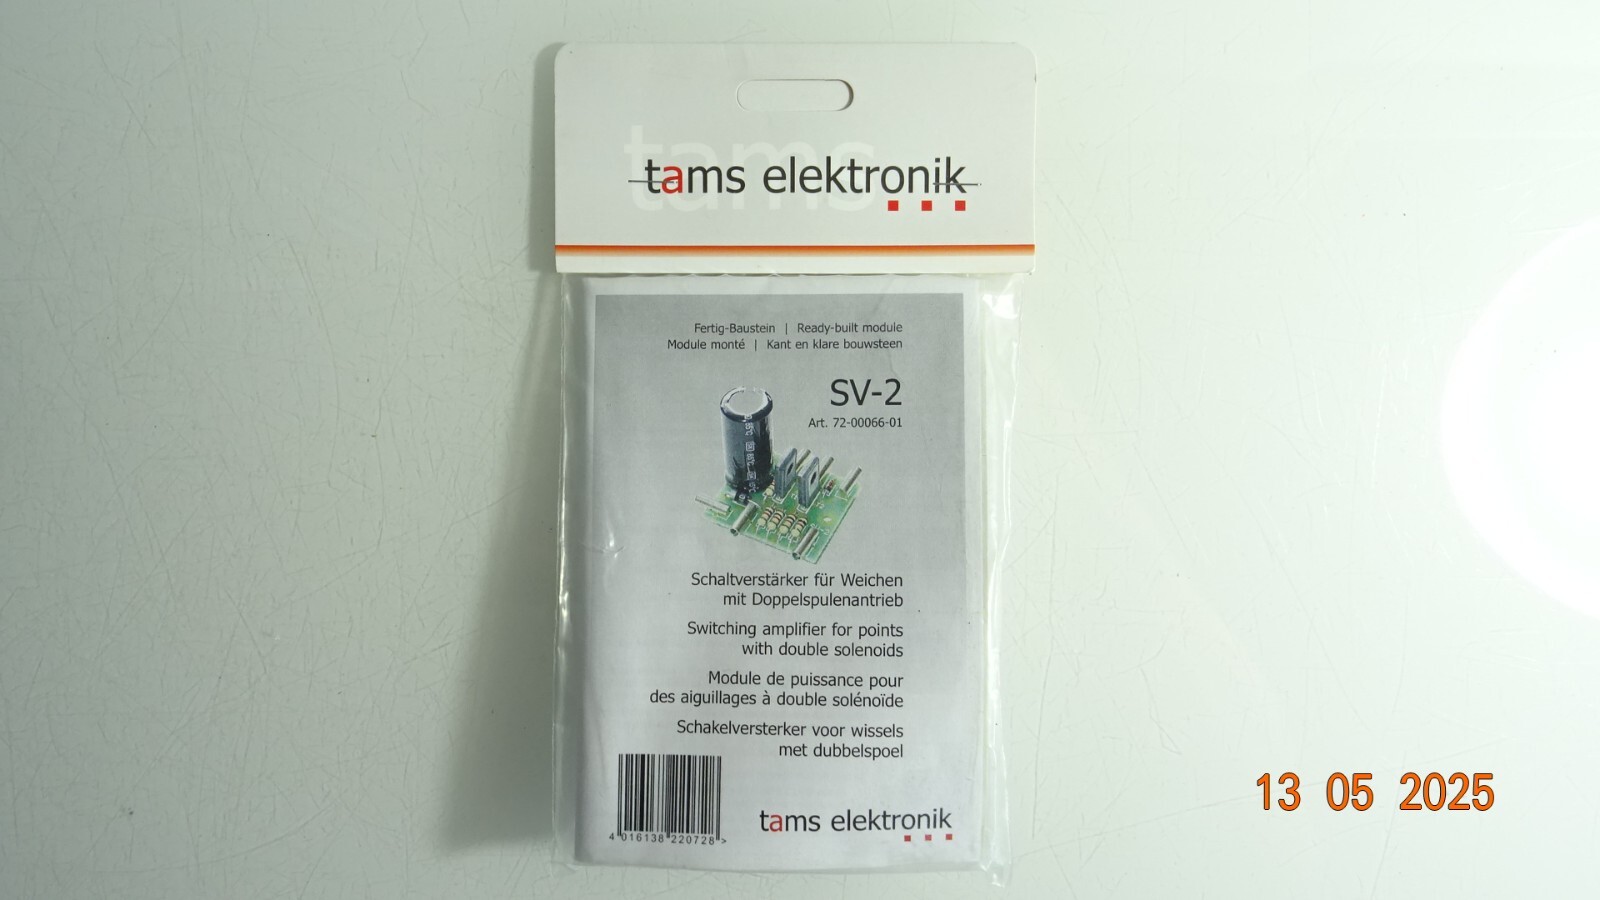 tams
tams elektronik
Fertig-Baustein | Ready-built module
Module monté | Kant en klare bouwsteen
SV-2
Art. 72-00066-01
Schaltverstärker für Weichen
mit Doppelspulenantrieb
Switching amplifier for points
with double solenoids
Module de puissance pour
des aiguillages à double solénoïde
Schakelversterker voor wissels
met dubbelspoel
4 016138 220728 >
tams elektronik
13 05 2025